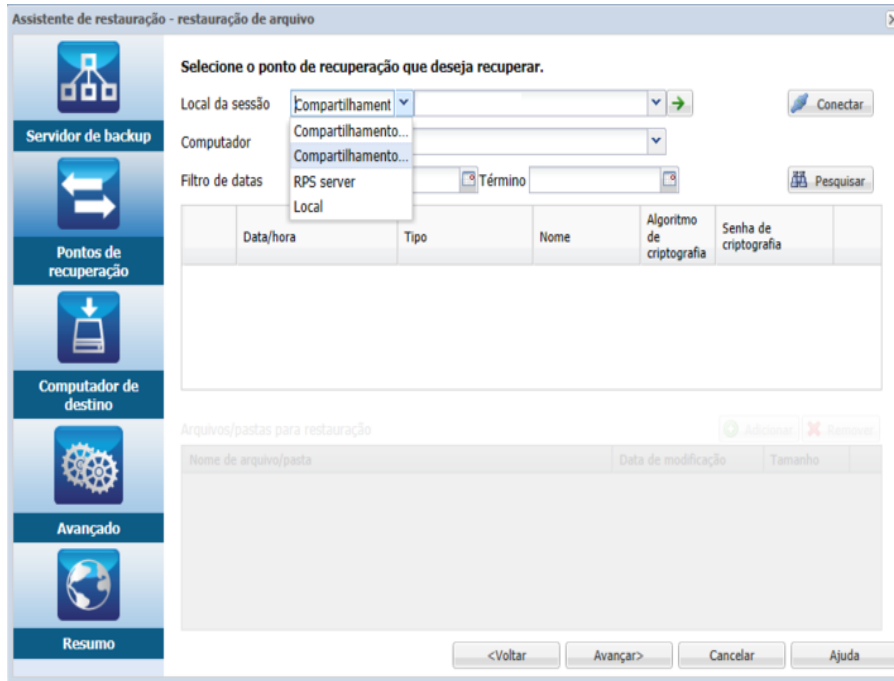 Assistente de restauração - restauração de arquivo
Servidor de backup
Pontos de
recuperação
Computador de
destino
Avançado
Resumo
Selecione o ponto de recuperação que deseja recuperar.
Local da sessão Compartilhament Conectar
Compartilhamento...
Compartilhamento...
RPS server
Local
Computador
Filtro de datas Término Pesquisar
Data/hora Tipo Nome Algoritmo de criptografia Senha de criptografia
Arquivos/pastas para restauração Adicionar Remover
Nome de arquivo/pasta Data de modificação Tamanho
<Voltar Avançar> Cancelar Ajuda